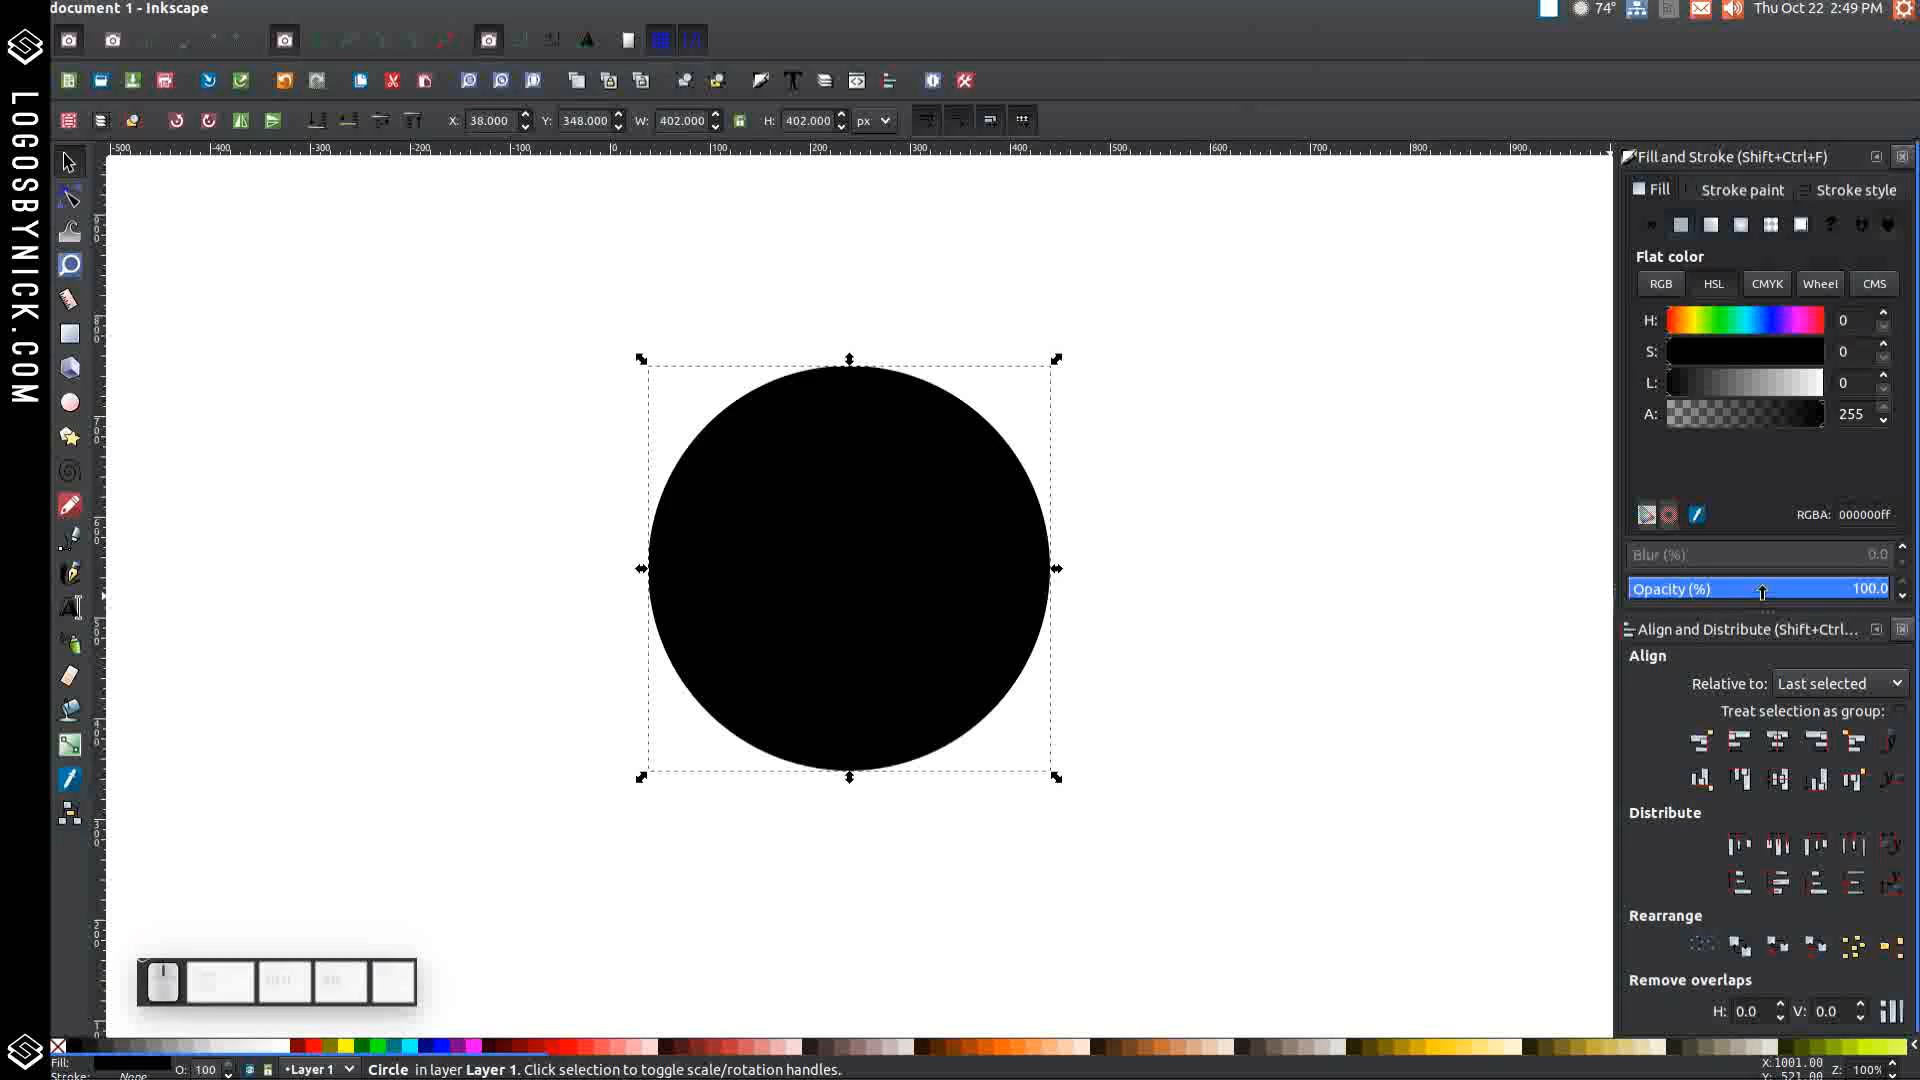 document 1 - Inkscape
74°
Thu Oct 22 2:49 PM
LOGOSBYNICK.COM
X: 38.000 Y: 348.000 W: 402.000 H: 402.000 px
-500 -400 -300 -200 -100 0 100 200 300 400 500 600 700 800 900
Fill and Stroke (Shift+Ctrl+F)
Fill Stroke paint Stroke style
Flat color
RGB HSL CMYK Wheel CMS
H: 0
S: 0
L: 0
A: 255
RGBA: 000000ff
Blur (%) 0.0
Opacity (%) 100.0
Align and Distribute (Shift+Ctrl...
Align
Relative to: Last selected
Treat selection as group:
Distribute
Rearrange
Remove overlaps
H: 0.0 V: 0.0
Fill:
Stroke: None
O: 100
•Layer 1
Circle in layer Layer 1. Click selection to toggle scale/rotation handles.
X:1001.00
Y: 521.00
Z: 100%